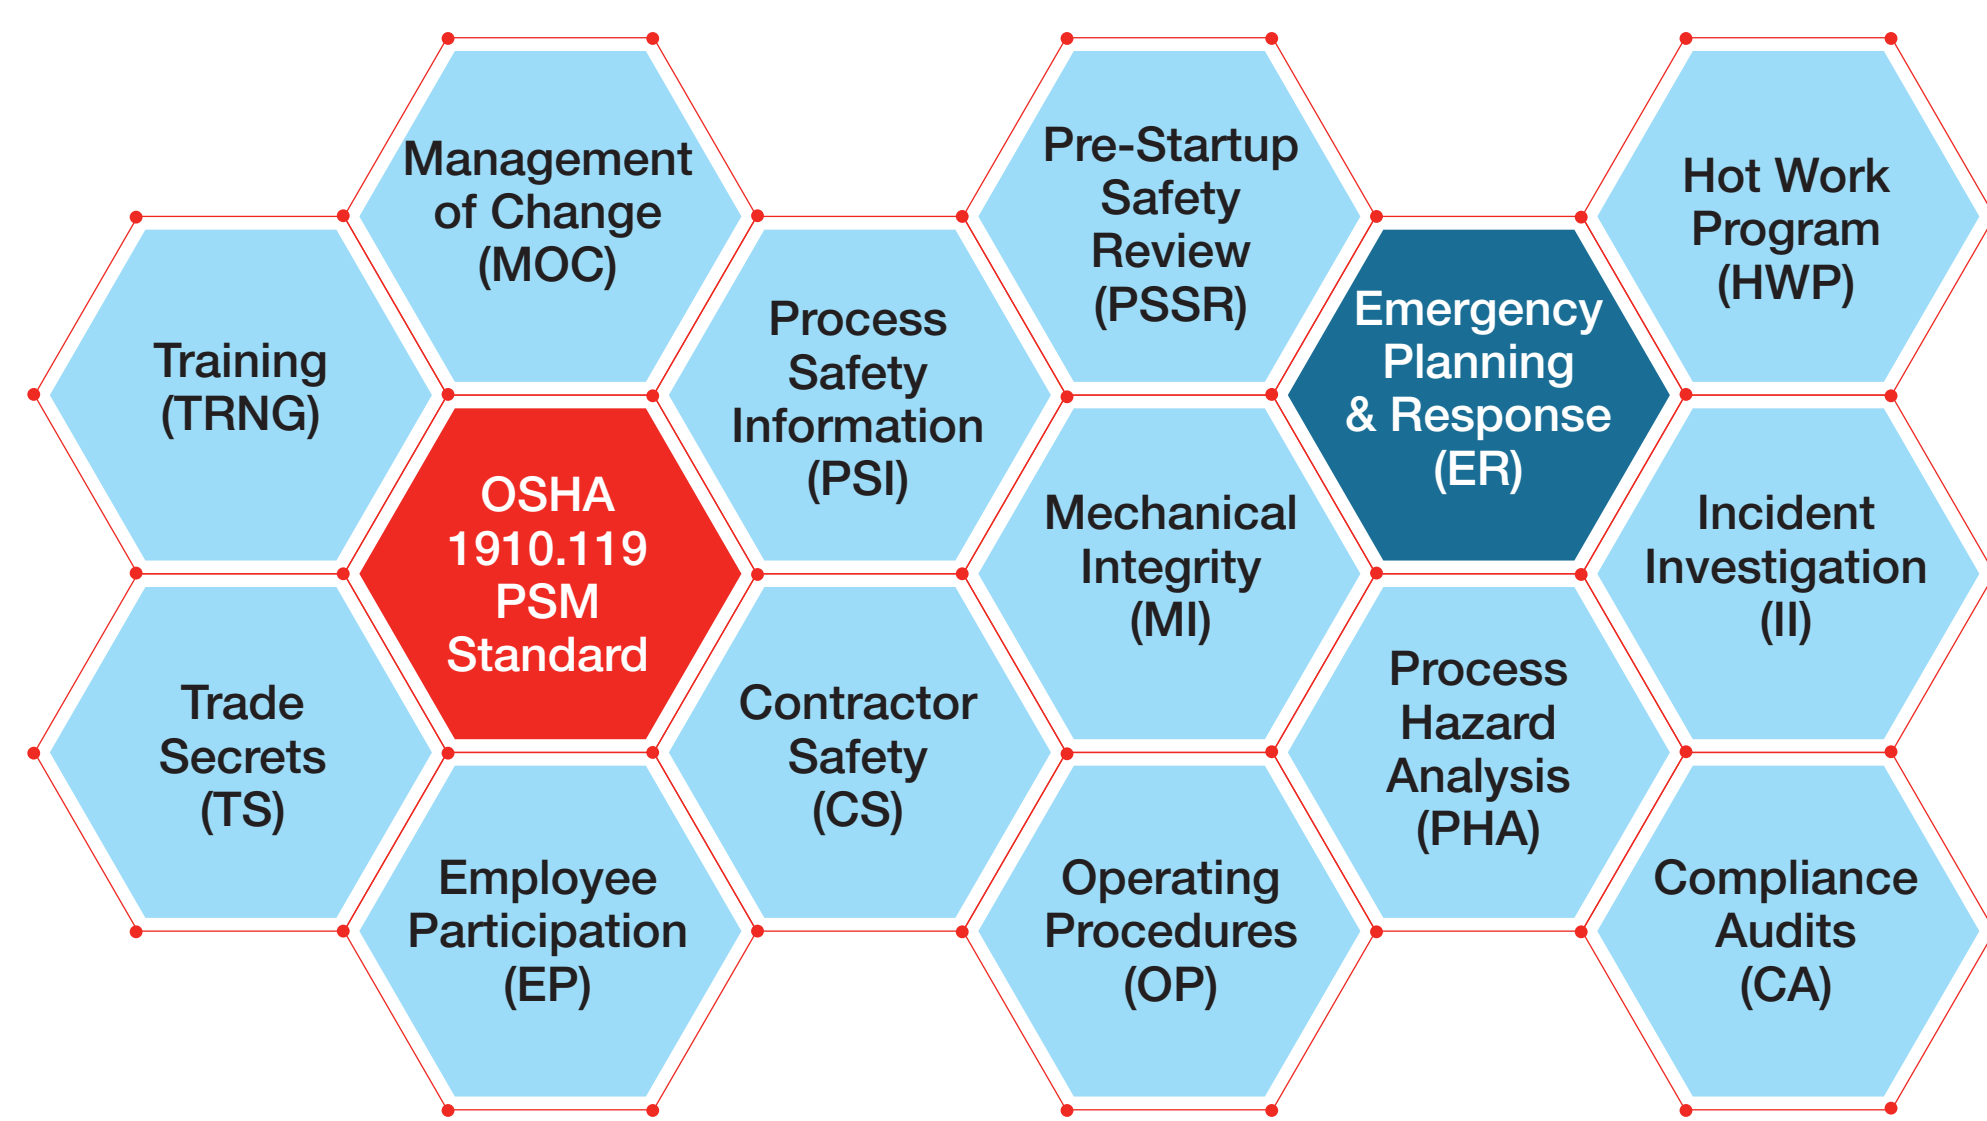 Management
of Change
(MOC)
Pre-Startup
Safety
Review
(PSSR)
Hot Work
Program
(HWP)
Training
(TRNG)
Process
Safety
Information
(PSI)
Emergency
Planning
& Response
(ER)
OSHA
1910.119
PSM
Standard
Mechanical
Integrity
(MI)
Incident
Investigation
(II)
Trade
Secrets
(TS)
Contractor
Safety
(CS)
Process
Hazard
Analysis
(PHA)
Employee
Participation
(EP)
Operating
Procedures
(OP)
Compliance
Audits
(CA)